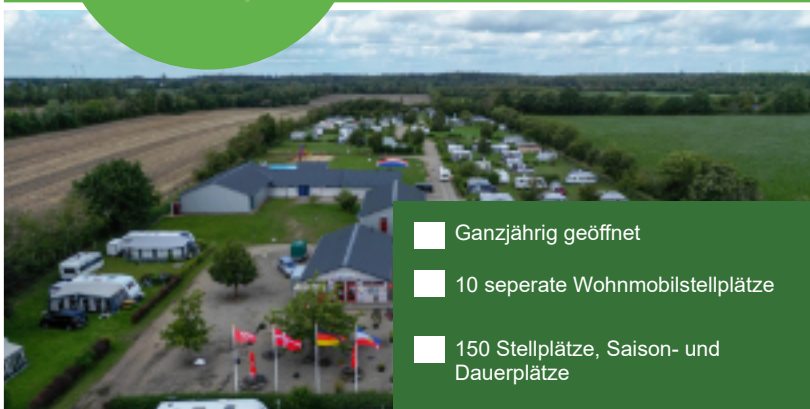 Ganzjährig geöffnet
10 seperate Wohnmobilstellplätze
150 Stellplätze, Saison- und
Dauerplätze